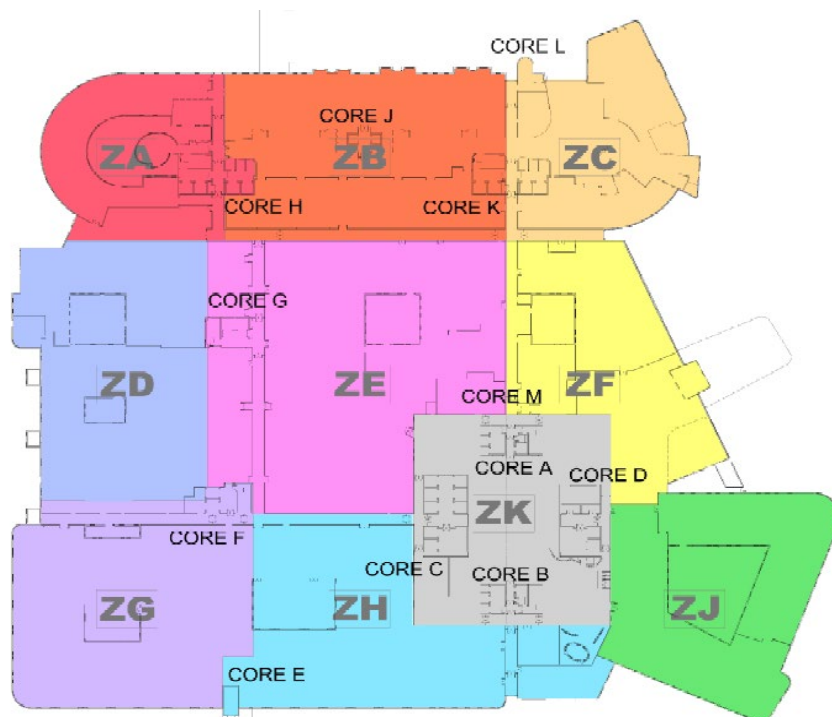 CORE L
CORE J
ZA
ZB
ZC
CORE H
CORE K
CORE G
ZD
ZE
ZF
CORE M
CORE A
CORE D
ZK
CORE F
CORE C
CORE B
ZG
ZH
ZJ
CORE E